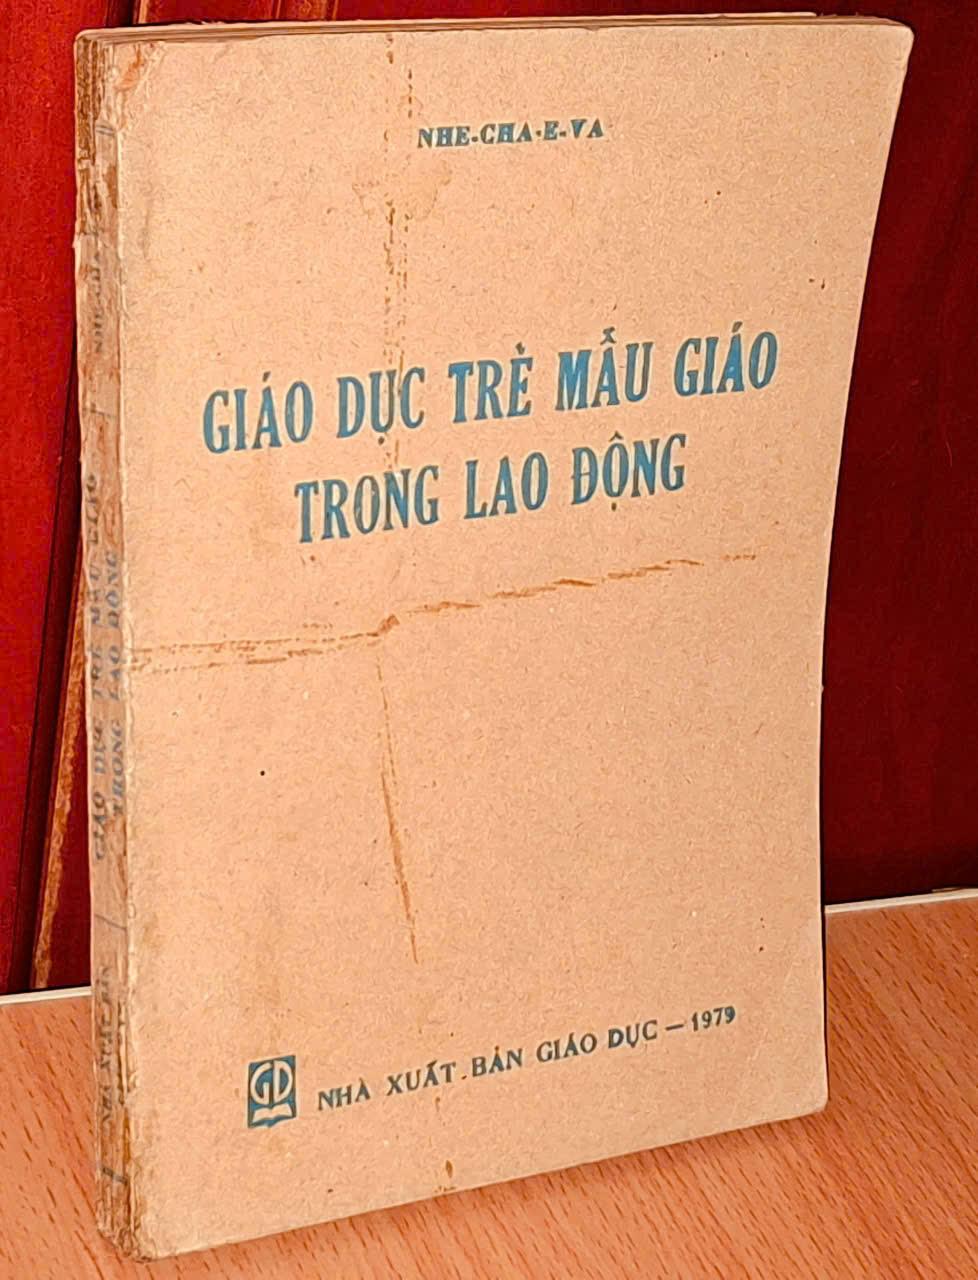 NHE-CHA-E-VA
GIÁO DỤC TRẺ MẪU GIÁO
TRONG LAO ĐỘNG
GD
NHÀ XUẤT BẢN GIÁO DỤC — 1979
GIÁO DỤC TRẺ MẪU GIÁO
TRONG LAO ĐỘNG